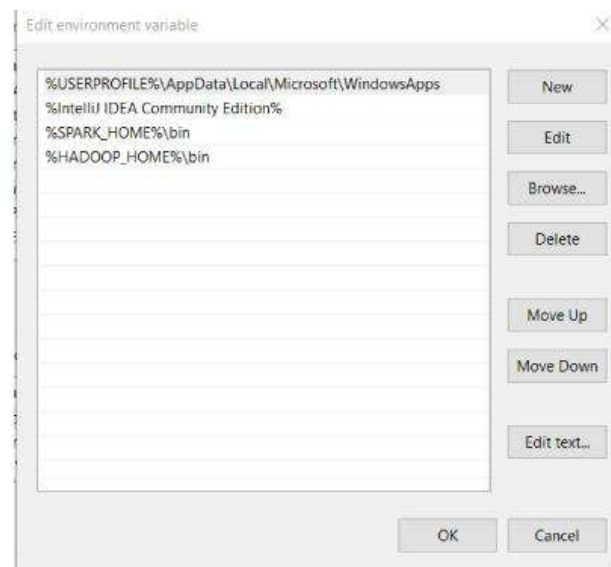 Edit environment variable
%USERPROFILE%\AppData\Local\Microsoft\WindowsApps
%IntelliJ IDEA Community Edition%
%SPARK_HOME%\bin
%HADOOP_HOME%\bin
New
Edit
Browse...
Delete
Move Up
Move Down
Edit text...
OK
Cancel